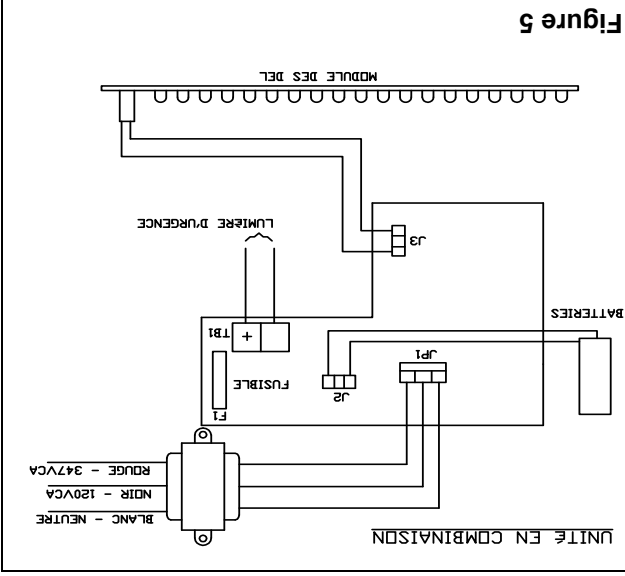 UNITÉ EN COMBINAISON
BLANC - NEUTRE
NOIR - 120VCA
ROUGE - 347VCA
F1
FUSIBLE
J2
JP1
TB1
+
BATTERIES
J3
LUMIÈRE D'URGENCE
MODULE DES DEL
Figure 5